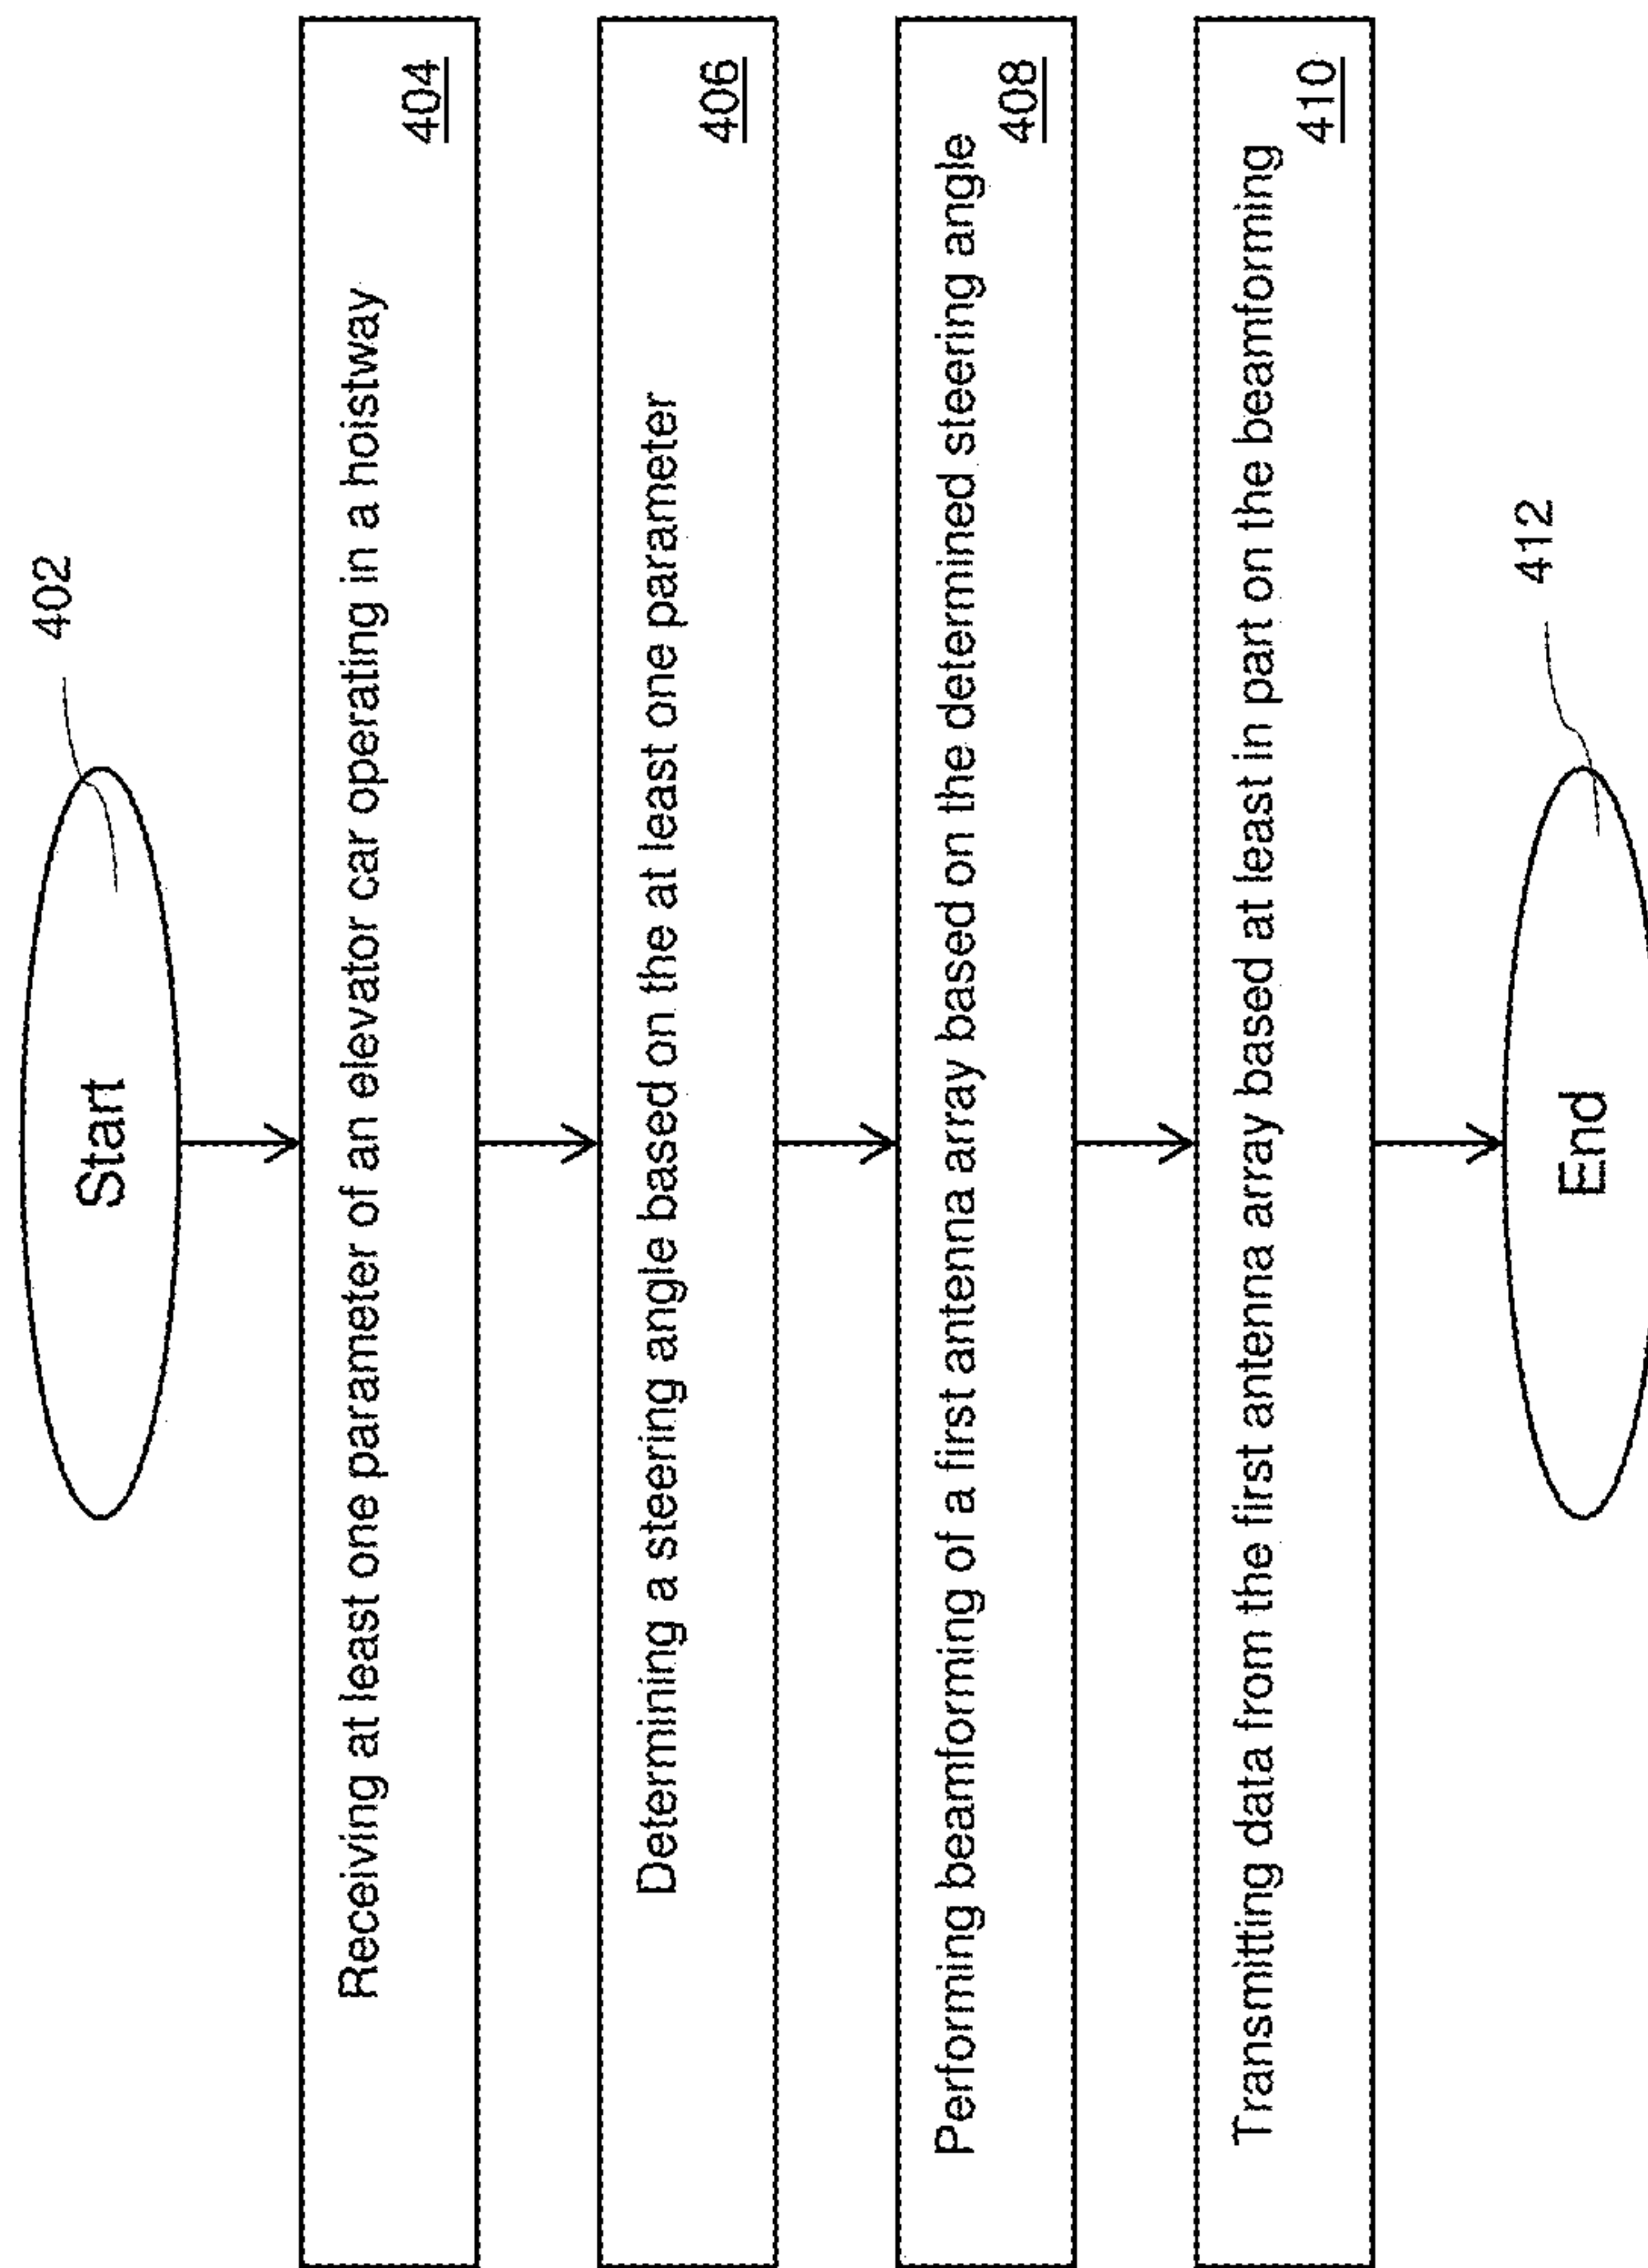 402
Start
Receiving at least one parameter of an elevator car operating in a hoistway
404
Determining a steering angle based on the at least one parameter
406
Performing beamforming of a first antenna array based on the determined steering angle
408
Transmitting data from the first antenna array based at least in part on the beamforming
410
412
End